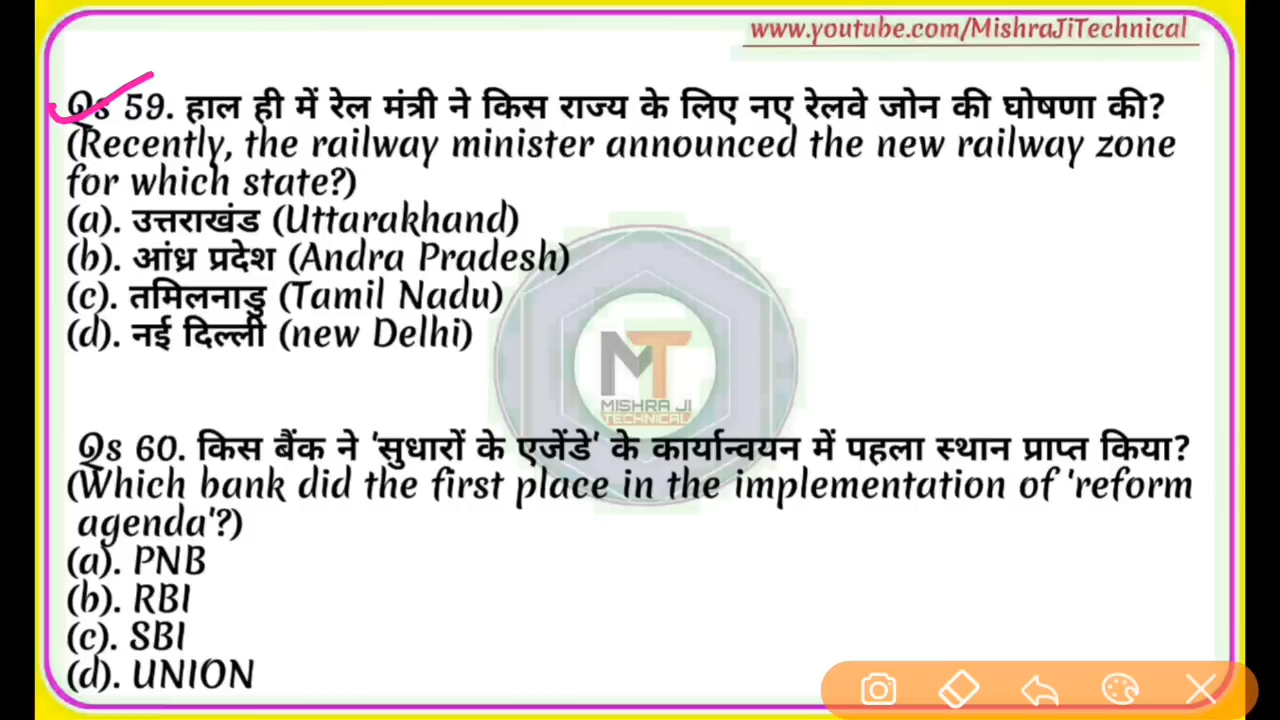 www.youtube.com/MishraJiTechnical
Qs 59. हाल ही में रेल मंत्री ने किस राज्य के लिए नए रेलवे जोन की घोषणा की?
(Recently, the railway minister announced the new railway zone
for which state?)
(a). उत्तराखंड (Uttarakhand)
(b). आंध्र प्रदेश (Andra Pradesh)
(c). तमिलनाडु (Tamil Nadu)
(d). नई दिल्ली (new Delhi)
MT
MISHRA JI
TECHNICAL
Qs 60. किस बैंक ने 'सुधारों के एजेंडे' के कार्यान्वयन में पहला स्थान प्राप्त किया?
(Which bank did the first place in the implementation of 'reform
agenda'?)
(a). PNB
(b). RBI
(c). SBI
(d). UNION